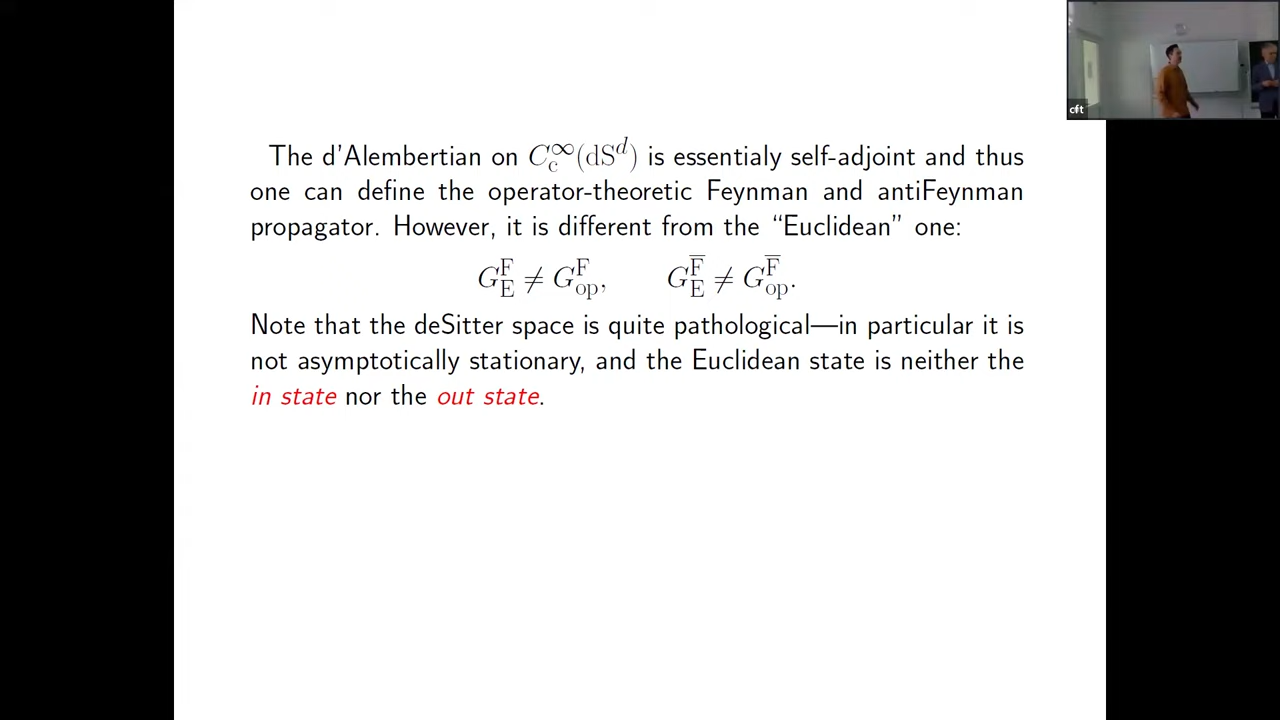 cft
The d'Alembertian on $C_{\mathrm{c}}^{\infty}(\mathrm{dS}^d)$ is essentialy self-adjoint and thus
one can define the operator-theoretic Feynman and antiFeynman
propagator. However, it is different from the “Euclidean” one:
$G_{\mathrm{E}}^{\mathrm{F}} \neq G_{\mathrm{op}}^{\mathrm{F}}, \quad G_{\mathrm{E}}^{\overline{\mathrm{F}}} \neq G_{\mathrm{op}}^{\overline{\mathrm{F}}}.$
Note that the deSitter space is quite pathological—in particular it is
not asymptotically stationary, and the Euclidean state is neither the
in state nor the out state.